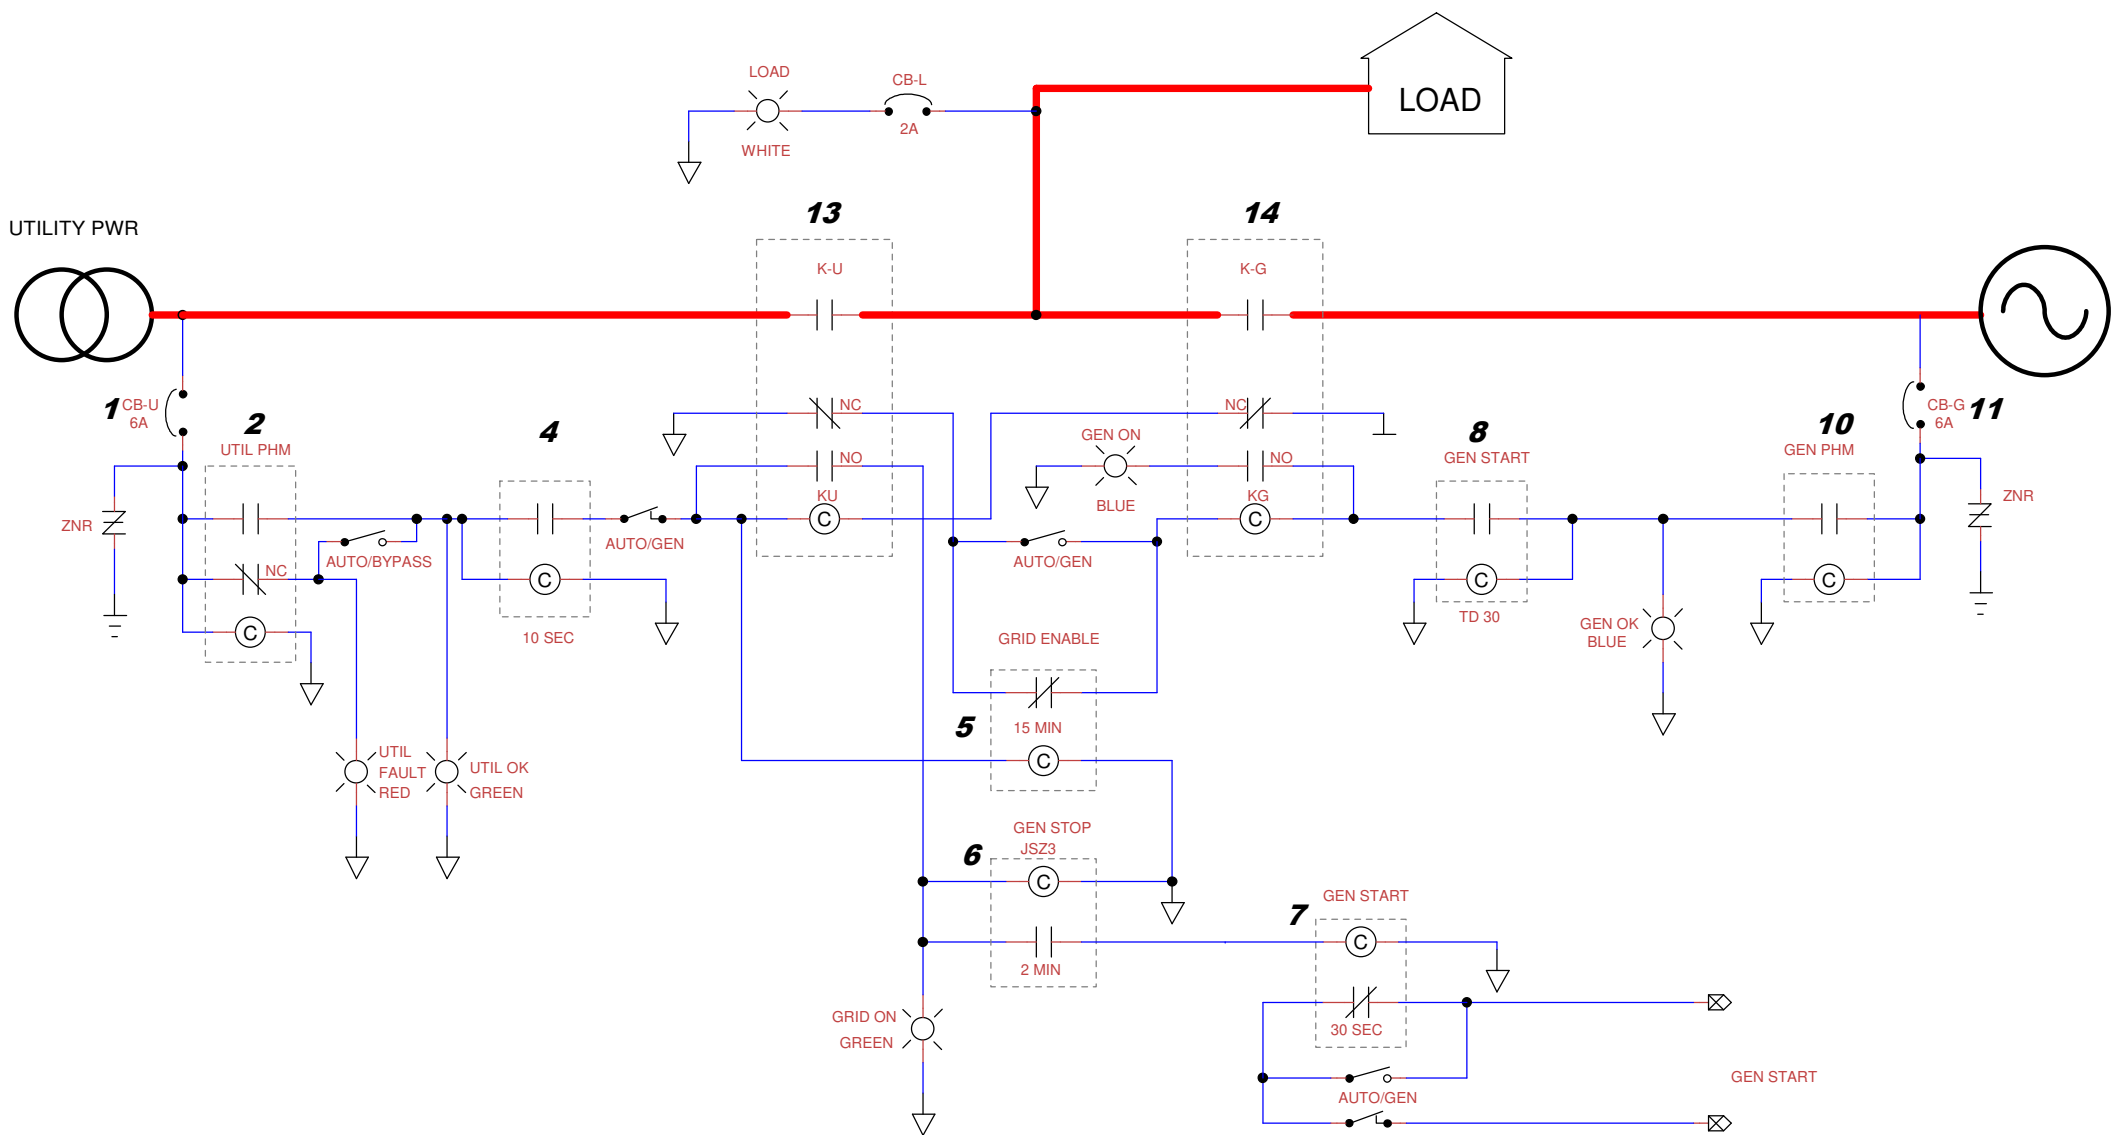 LOAD
CB-L
2A
WHITE
LOAD
UTILITY PWR
13
14
K-U
K-G
1
CB-U
6A
2
UTIL PHM
4
NC
NC
NO
GEN ON
BLUE
NO
KU
C
KG
C
8
GEN START
10
GEN PHM
CB-G
6A
11
ZNR
ZNR
AUTO/BYPASS
AUTO/GEN
AUTO/GEN
NC
C
C
C
C
10 SEC
TD 30
C
GEN OK
BLUE
GRID ENABLE
5
15 MIN
C
UTIL
FAULT
RED
UTIL OK
GREEN
GEN STOP
JSZ3
6
C
2 MIN
7
GEN START
C
30 SEC
GRID ON
GREEN
AUTO/GEN
GEN START